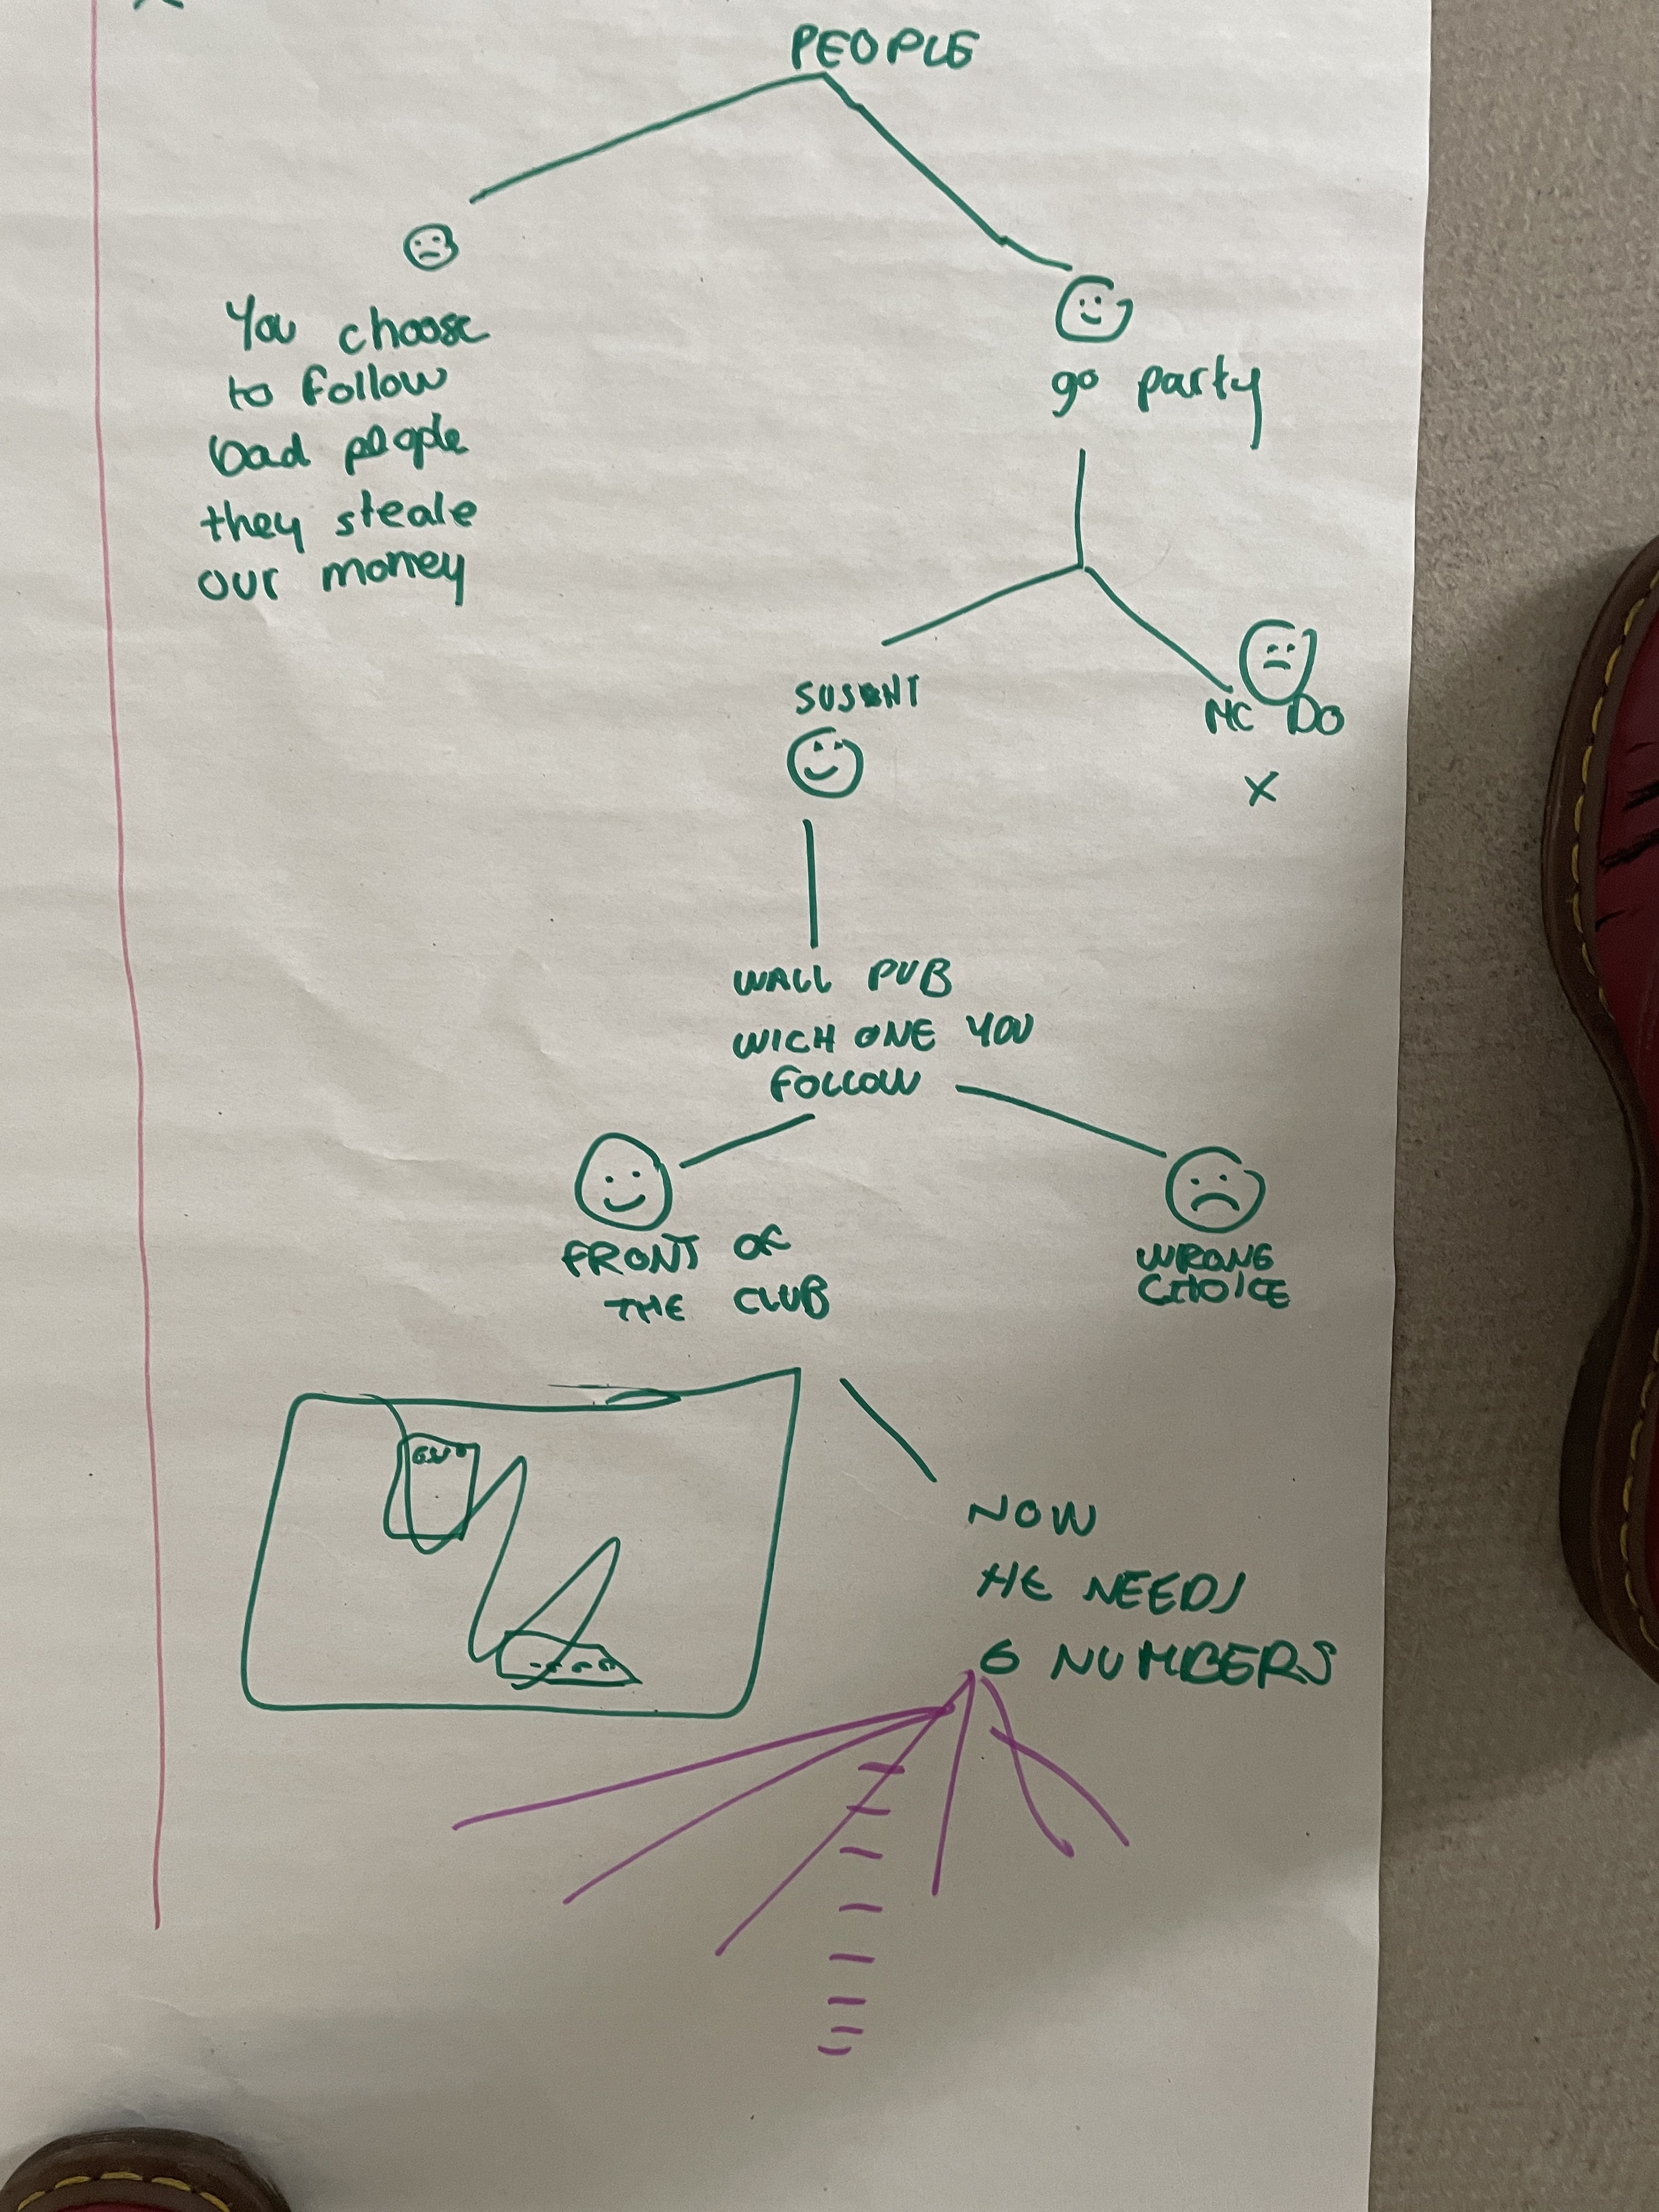 PEOPLE
You choose
to follow
bad people
they steale
our money
go party
MC DO
X
WALL PUB
WICH ONE YOU
FOLLOW
FRONT OF
THE CLUB
WRONG
CHOICE
NOW
HE NEEDS
6 NUMBERS